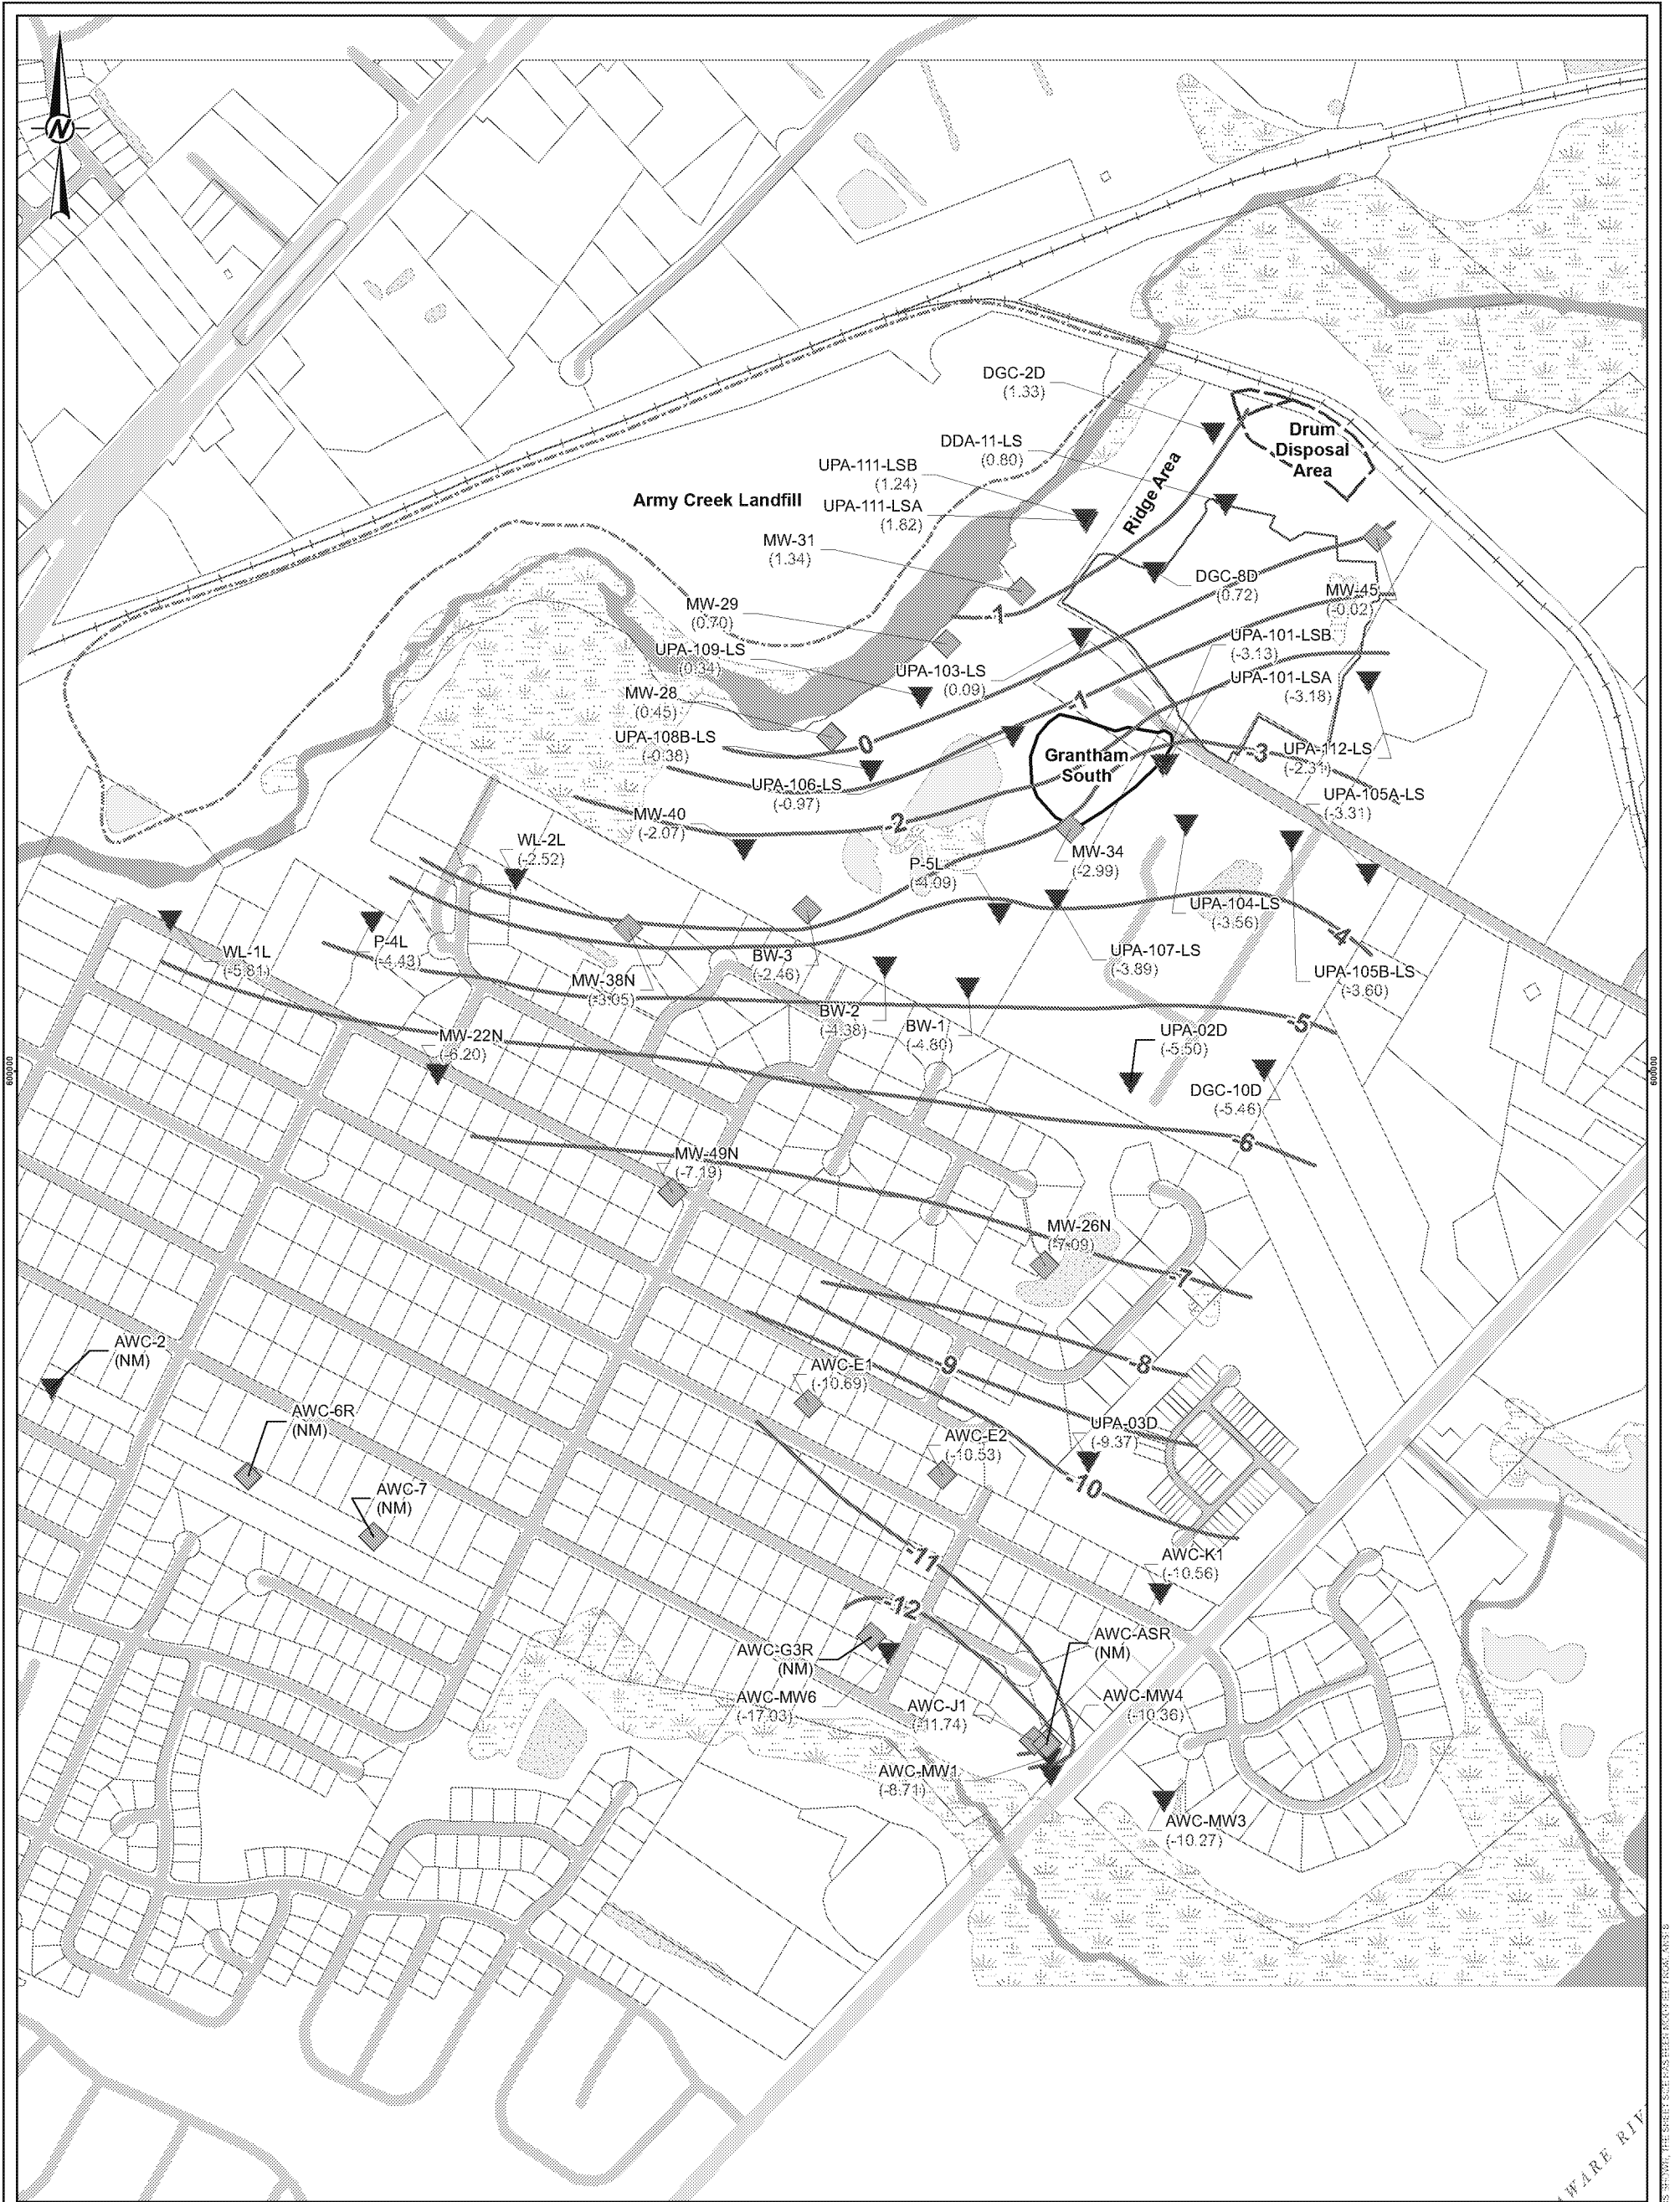 N
DGC-2D
(1.33)
Drum
Disposal
Area
DDA-11-LS
(0.80)
UPA-111-LSB
(1.24)
Ridge Area
Army Creek Landfill
UPA-111-LSA
(1.82)
MW-31
(1.34)
DGC-8D
(0.72)
MW-45
(-0.02)
MW-29
(0.70)
-1
UPA-101-LSB
(-3.13)
UPA-109-LS
(0.34)
UPA-103-LS
(0.09)
UPA-101-LSA
(-3.18)
MW-28
(0.45)
-1
UPA-108B-LS
(-0.38)
0
Grantham
South
-3
UPA-112-LS
(-2.31)
UPA-106-LS
(-0.97)
UPA-105A-LS
(-3.31)
MW-40
(-2.07)
-2
WL-2L
(-2.52)
MW-34
(-2.99)
P-5L
(-4.09)
UPA-104-LS
(-3.56)
-4
P-4L
(-4.43)
WL-1L
(-5.81)
BW-3
(-2.46)
UPA-107-LS
(-3.89)
UPA-105B-LS
(-3.60)
MW-38N
(-3.05)
BW-2
(-4.38)
BW-1
(-4.80)
-5
UPA-02D
(-5.50)
MW-22N
(-6.20)
600000
600000
DGC-10D
(-5.46)
-6
MW-49N
(-7.19)
MW-26N
(-7.09)
-7
AWC-2
(NM)
-8
-9
AWC-E1
(-10.69)
AWC-6R
(NM)
UPA-03D
(-9.37)
AWC-E2
(-10.53)
-10
AWC-7
(NM)
-11
AWC-K1
(-10.56)
-12
AWC-G3R
(NM)
AWC-ASR
(NM)
AWC-MW6
(-17.03)
AWC-J1
(-11.74)
AWC-MW4
(-10.36)
AWC-MW1
(-8.71)
AWC-MW3
(-10.27)